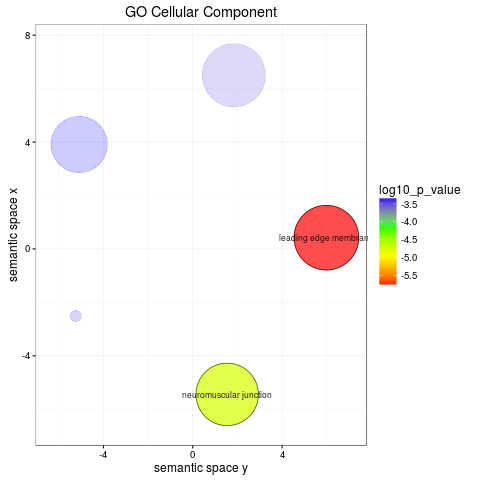 GO Cellular Component
8
4
0
-4
semantic space x
leading edge membran
neuromuscular junction
-4
0
4
semantic space y
log10_p_value
-3.5
-4.0
-4.5
-5.0
-5.5